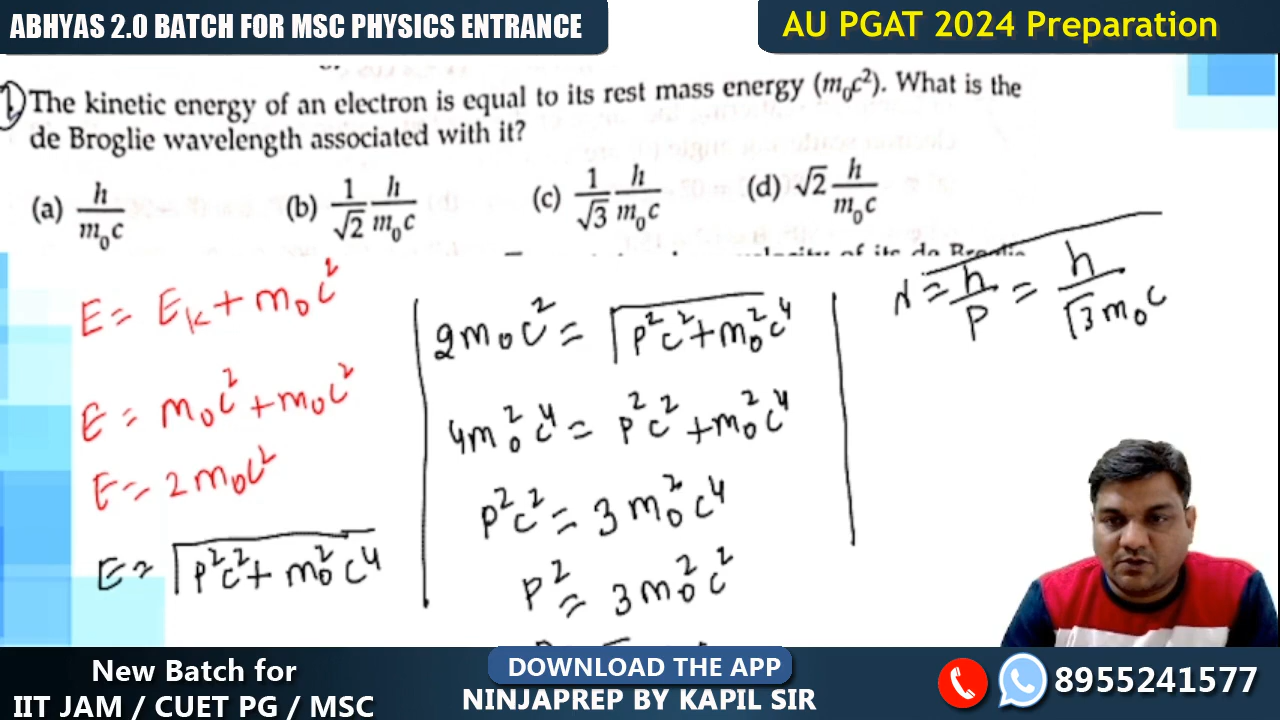 ABHYAS 2.0 BATCH FOR MSC PHYSICS ENTRANCE
AU PGAT 2024 Preparation
1) The kinetic energy of an electron is equal to its rest mass energy (m₀c²). What is the
de Broglie wavelength associated with it?
(a) h/m₀c (b) 1/√2 h/m₀c (c) 1/√3 h/m₀c (d) √2 h/m₀c
E = Eₖ + m₀c²
E = m₀c² + m₀c²
E = 2m₀c²
E = √(p²c² + m₀²c⁴)
2m₀c² = √(p²c² + m₀²c⁴)
4m₀²c⁴ = p²c² + m₀²c⁴
p²c² = 3m₀²c⁴
p² = 3m₀²c²
λ = h/p = h/√3m₀c
New Batch for
IIT JAM / CUET PG / MSC
DOWNLOAD THE APP
NINJAPREP BY KAPIL SIR
8955241577